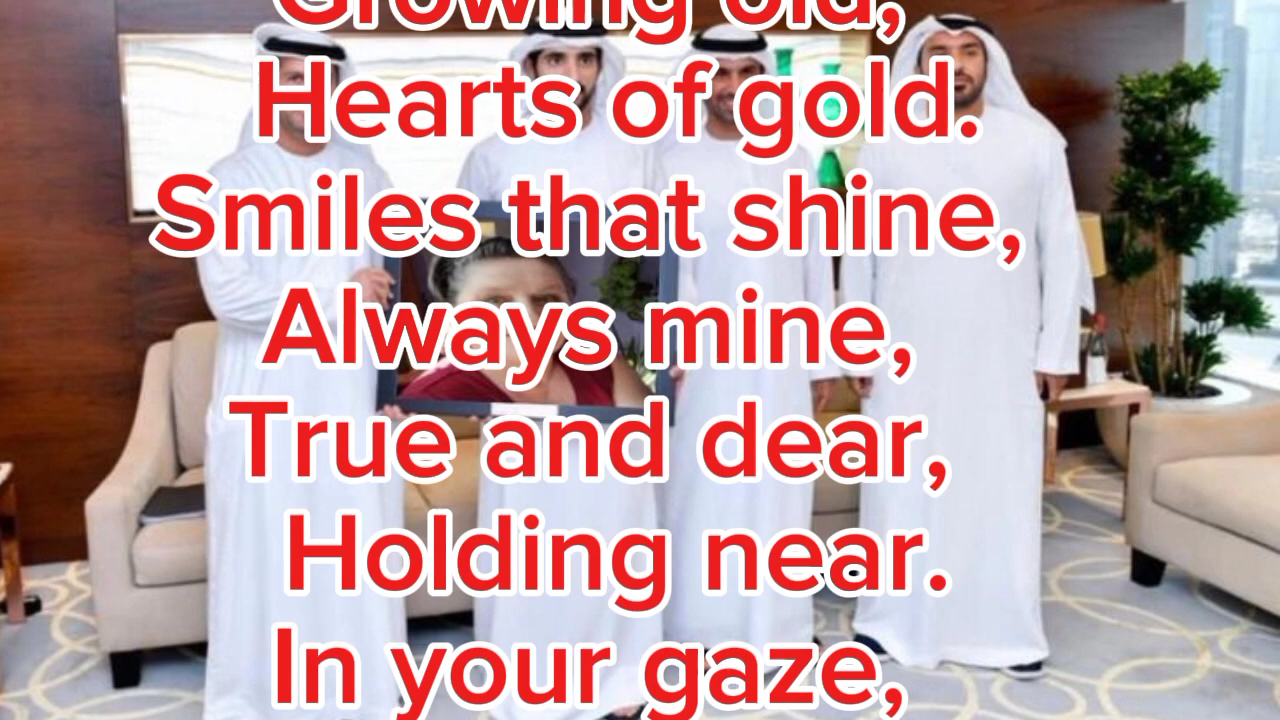 Growing old,
Hearts of gold.
Smiles that shine,
Always mine,
True and dear,
Holding near.
In your gaze,